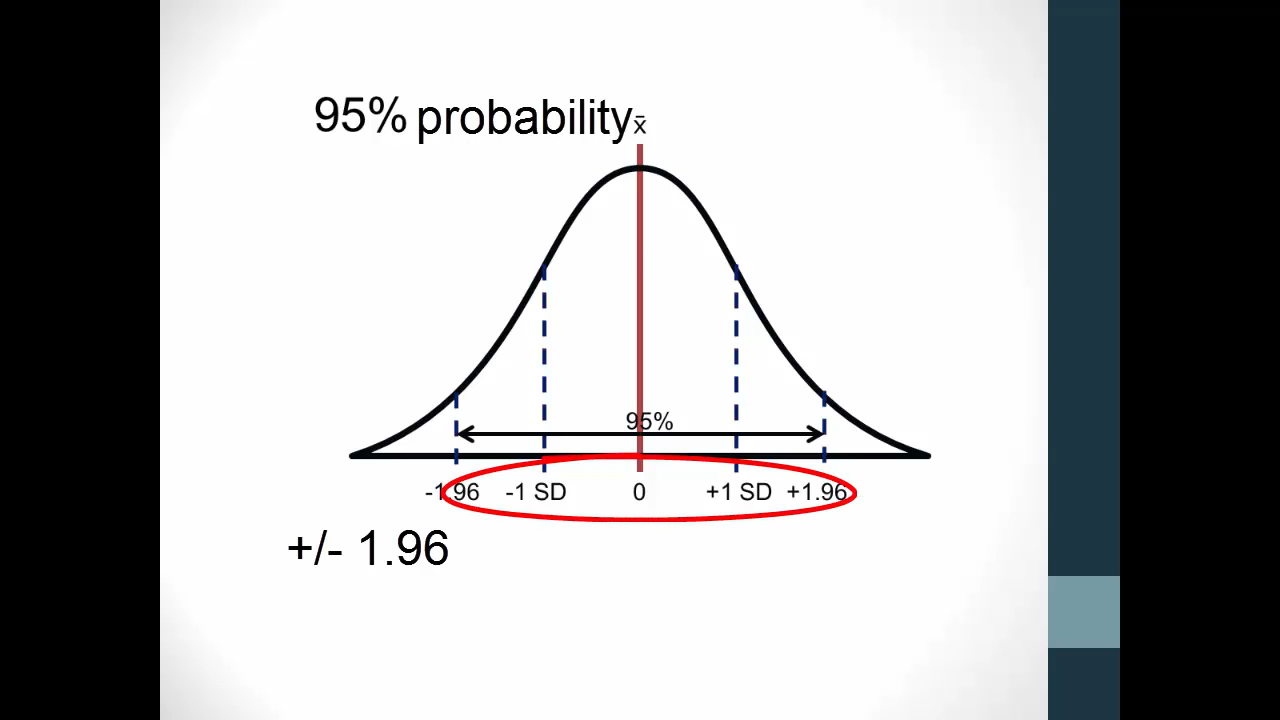 95% probability x̄
95%
-1.96 -1 SD 0 +1 SD +1.96
+/- 1.96